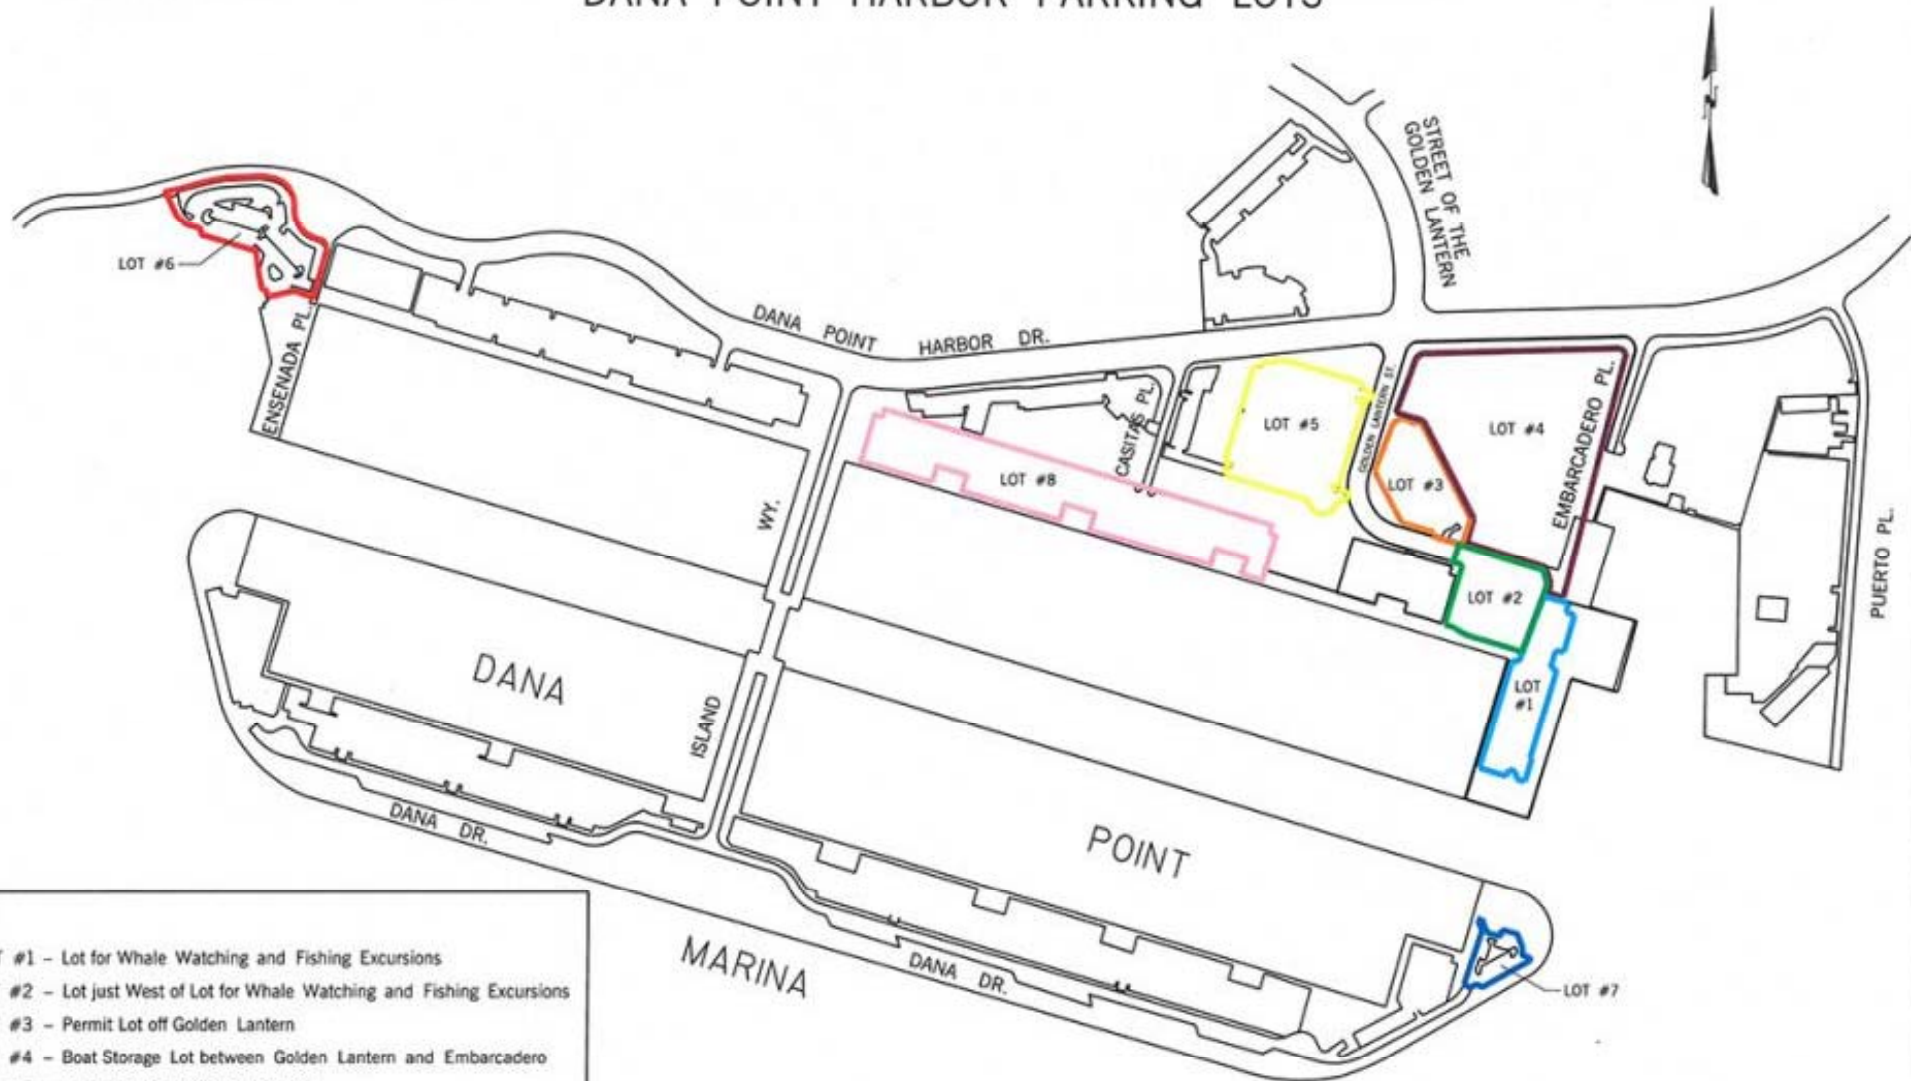 DANA POINT HARBOR PARKING LOTS
N
STREET OF THE
GOLDEN LANTERN
LOT #6
ENSENADA PL.
DANA POINT HARBOR DR.
CASITAS PL.
GOLDEN LANTERN ST.
LOT #5
LOT #4
LOT #3
EMBARCADERO PL.
LOT #8
WY.
LOT #2
PUERTO PL.
DANA
ISLAND
LOT
#1
DANA DR.
POINT
MARINA
DANA DR.
LOT #7
#1 - Lot for Whale Watching and Fishing Excursions
#2 - Lot just West of Lot for Whale Watching and Fishing Excursions
#3 - Permit Lot off Golden Lantern
#4 - Boat Storage Lot between Golden Lantern and Embarcadero